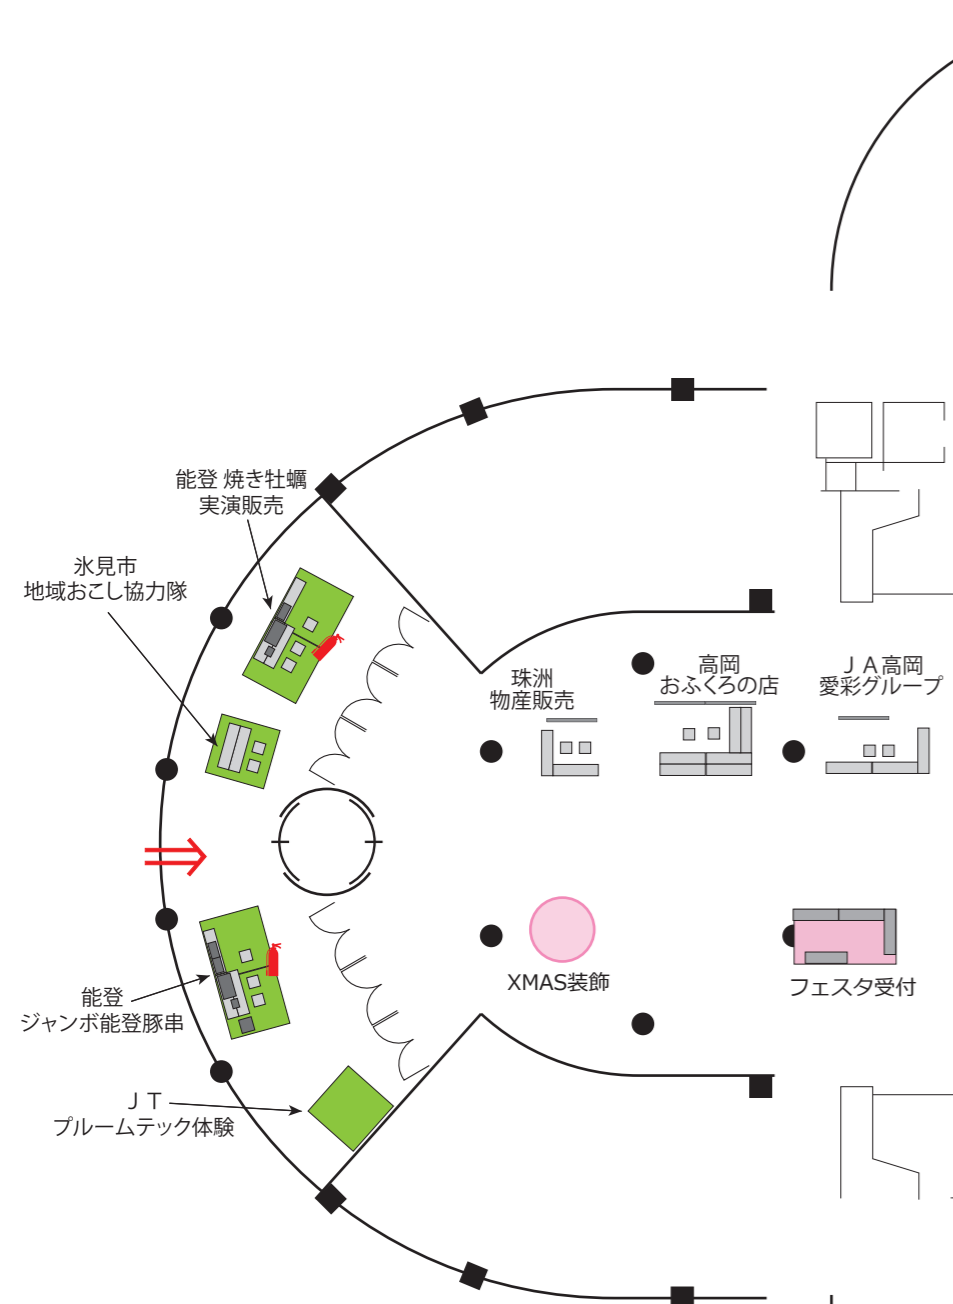 能登 焼き牡蠣
実演販売
氷見市
地域おこし協力隊
珠洲
物産販売
高岡
おふくろの店
ＪＡ高岡
愛彩グループ
XMAS装飾
フェスタ受付
能登
ジャンボ能登豚串
ＪＴ
プルームテック体験